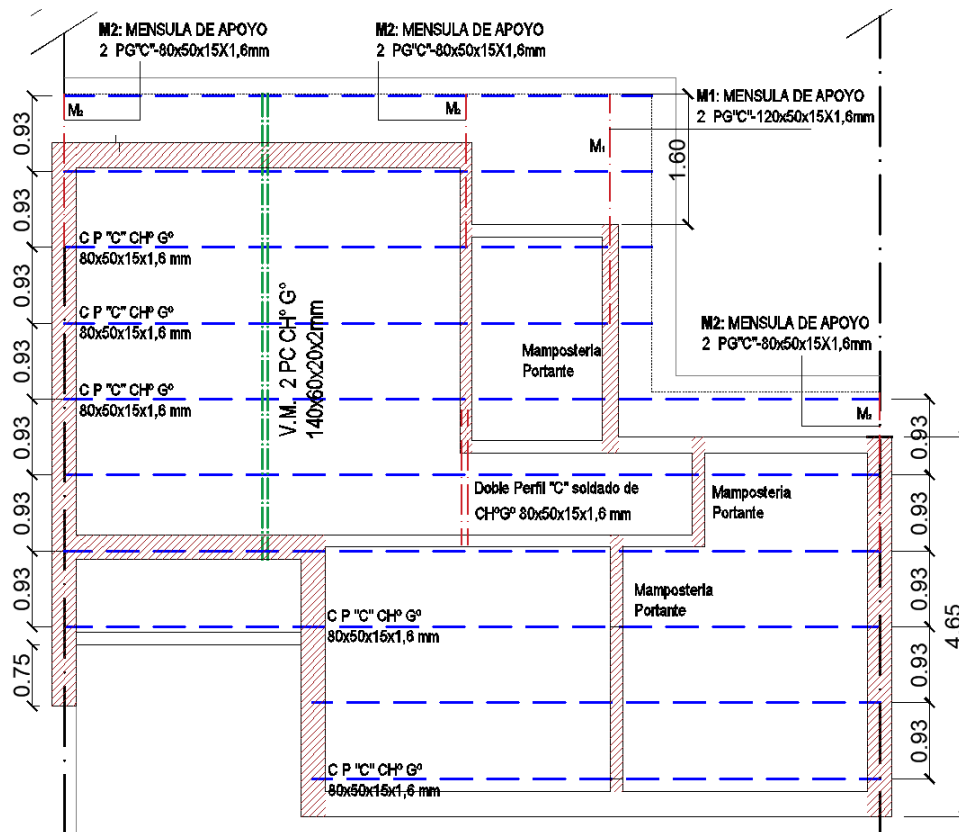 M2: MENSULA DE APOYO
2 PG"C"-80x50x15X1,6mm
M2: MENSULA DE APOYO
2 PG"C"-80x50x15X1,6mm
M1: MENSULA DE APOYO
2 PG"C"-120x50x15X1,6mm
M₂
M₂
M₁
1.60
0.93
0.93
0.93
0.93
0.93
0.93
0.93
0.75
C P "C" CHº Gº
80x50x15x1,6 mm
C P "C" CHº Gº
80x50x15x1,6 mm
C P "C" CHº Gº
80x50x15x1,6 mm
V.M. 2 PC CHº Gº
140x60x20x2mm
Mamposteria
Portante
M2: MENSULA DE APOYO
2 PG"C"-80x50x15X1,6mm
M₂
Doble Perfil "C" soldado de
CHºGº 80x50x15x1,6 mm
Mamposteria
Portante
Mamposteria
Portante
C P "C" CHº Gº
80x50x15x1,6 mm
C P "C" CHº Gº
80x50x15x1,6 mm
0.93
0.93
0.93
0.93
0.93
4.65